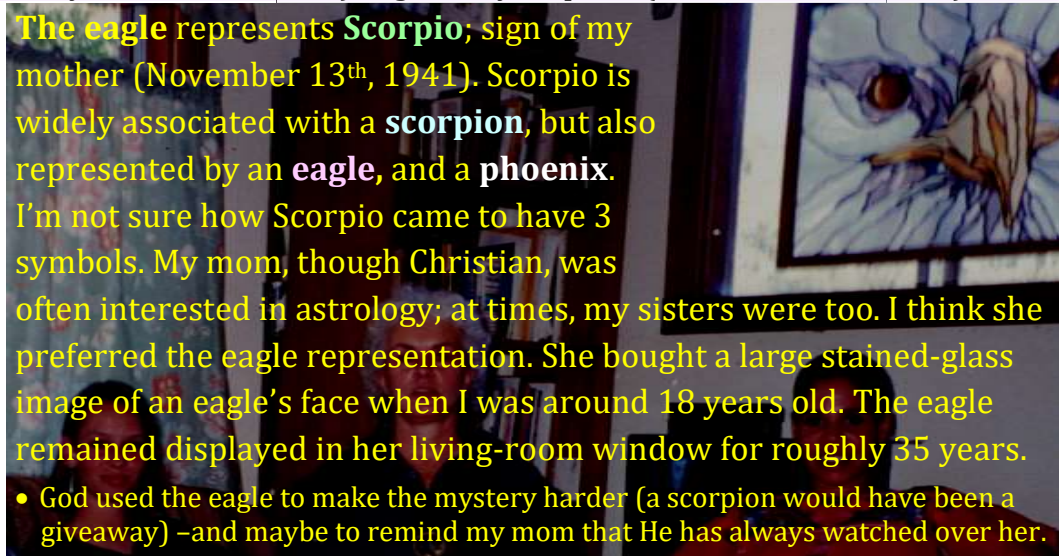 The eagle represents Scorpio; sign of my
mother (November 13th, 1941). Scorpio is
widely associated with a scorpion, but also
represented by an eagle, and a phoenix.
I'm not sure how Scorpio came to have 3
symbols. My mom, though Christian, was
often interested in astrology; at times, my sisters were too. I think she
preferred the eagle representation. She bought a large stained-glass
image of an eagle's face when I was around 18 years old. The eagle
remained displayed in her living-room window for roughly 35 years.
• God used the eagle to make the mystery harder (a scorpion would have been a
giveaway) –and maybe to remind my mom that He has always watched over her.